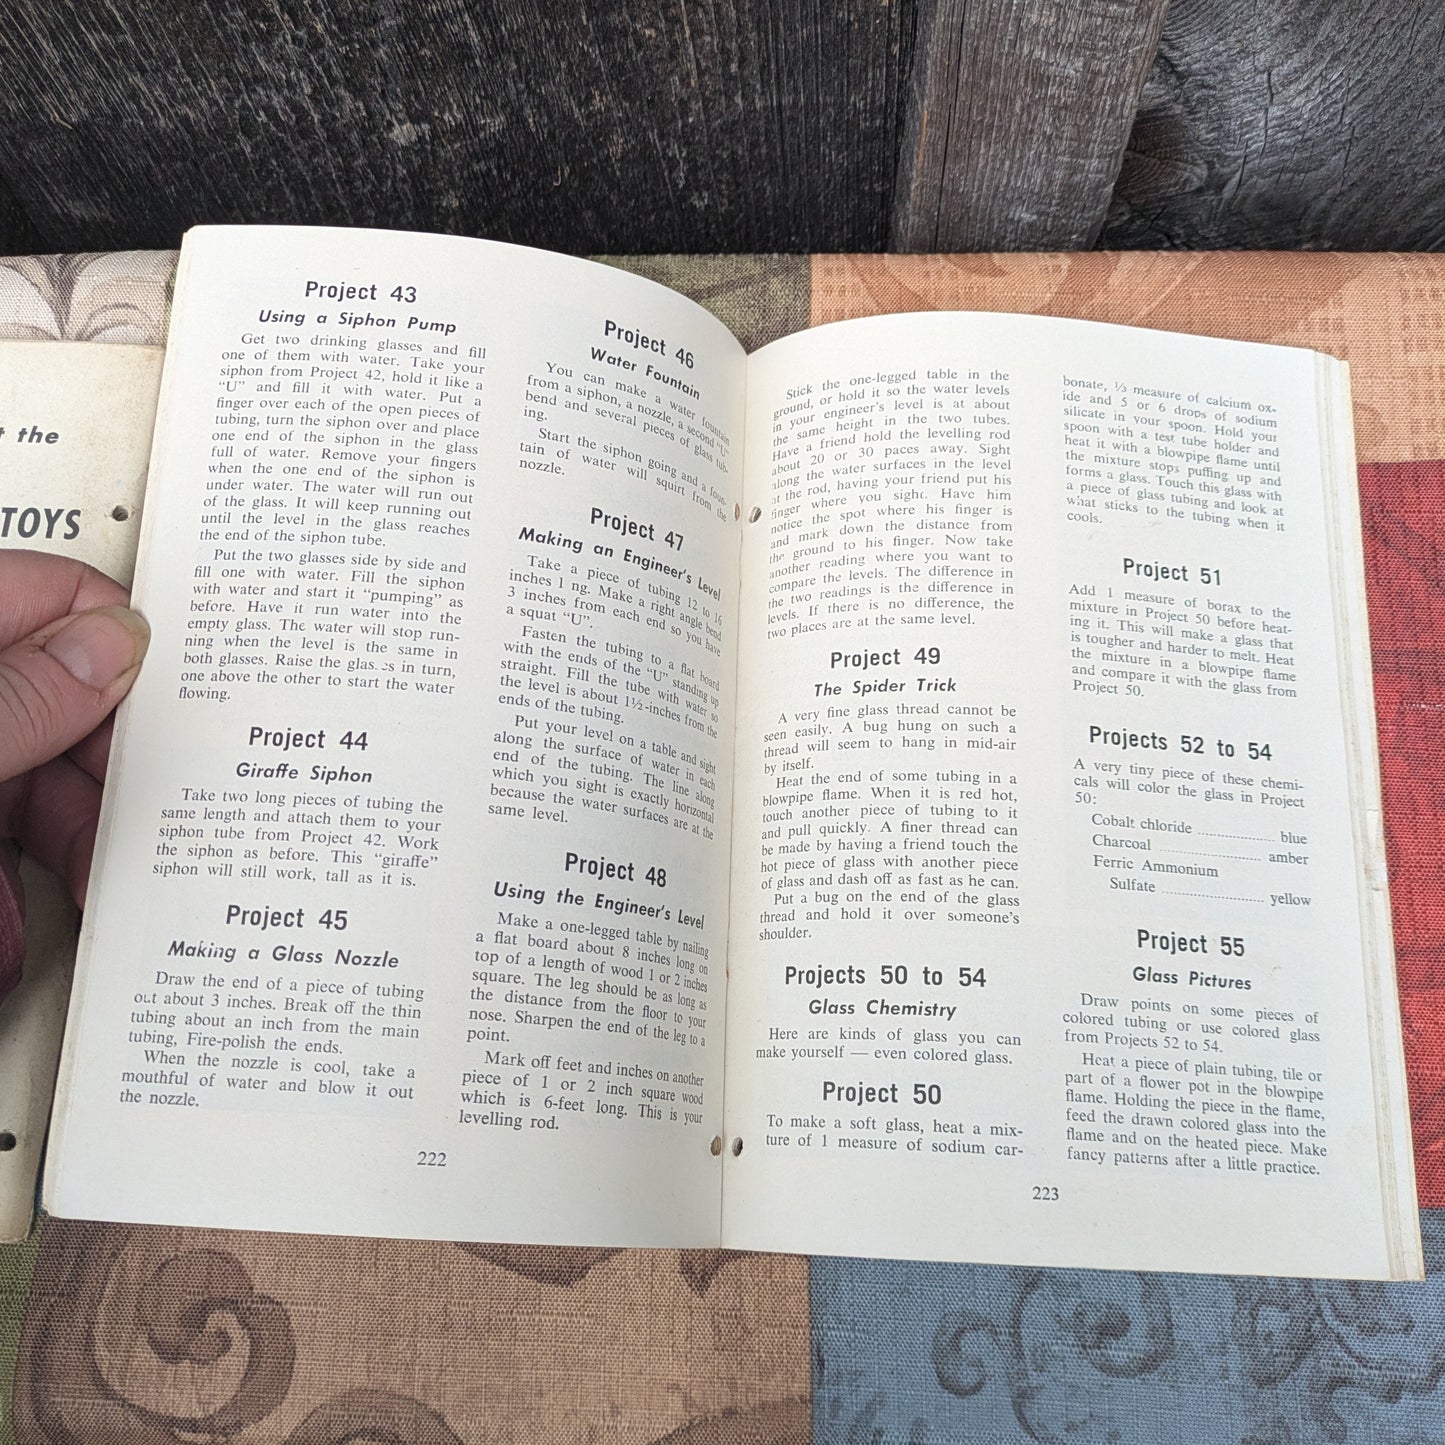 t the
TOYS
Project 43
Using a Siphon Pump
Get two drinking glasses and fill
one of them with water. Take your
siphon from Project 42, hold it like a
“U” and fill it with water. Put a
finger over each of the open pieces of
tubing, turn the siphon over and place
one end of the siphon in the glass
full of water. Remove your fingers
when the one end of the siphon is
under water. The water will run out
of the glass. It will keep running out
until the level in the glass reaches
the end of the siphon tube.
Put the two glasses side by side and
fill one with water. Fill the siphon
with water and start it “pumping” as
before. Have it run water into the
empty glass. The water will stop run-
ning when the level is the same in
both glasses. Raise the glasses in turn,
one above the other to start the water
flowing.
Project 44
Giraffe Siphon
Take two long pieces of tubing the
same length and attach them to your
siphon tube from Project 42. Work
the siphon as before. This “giraffe”
siphon will still work, tall as it is.
Project 45
Making a Glass Nozzle
Draw the end of a piece of tubing
out about 3 inches. Break off the thin
tubing about an inch from the main
tubing, Fire-polish the ends.
When the nozzle is cool, take a
mouthful of water and blow it out
the nozzle.
Project 46
Water Fountain
You can make a water fountain
from a siphon, a nozzle, a second “U”
bend and several pieces of glass tub-
ing.
Start the siphon going and a foun-
tain of water will squirt from the
nozzle.
Project 47
Making an Engineer's Level
Take a piece of tubing 12 to 16
inches l ng. Make a right angle bend
3 inches from each end so you have
a squat “U”.
Fasten the tubing to a flat board
with the ends of the “U” standing up
straight. Fill the tube with water so
the level is about 1½-inches from the
ends of the tubing.
Put your level on a table and sight
along the surface of water in each
end of the tubing. The line along
which you sight is exactly horizontal
because the water surfaces are at the
same level.
Project 48
Using the Engineer's Level
Make a one-legged table by nailing
a flat board about 8 inches long on
top of a length of wood 1 or 2 inches
square. The leg should be as long as
the distance from the floor to your
nose. Sharpen the end of the leg to a
point.
Mark off feet and inches on another
piece of 1 or 2 inch square wood
which is 6-feet long. This is your
levelling rod.
222
Stick the one-legged table in the
ground, or hold it so the water levels
in your engineer's level is at about
the same height in the two tubes.
Have a friend hold the levelling rod
about 20 or 30 paces away. Sight
along the water surfaces in the level
at the rod, having your friend put his
finger where you sight. Have him
notice the spot where his finger is
and mark down the distance from
the ground to his finger. Now take
another reading where you want to
compare the levels. The difference in
the two readings is the difference in
levels. If there is no difference, the
two places are at the same level.
Project 49
The Spider Trick
A very fine glass thread cannot be
seen easily. A bug hung on such a
thread will seem to hang in mid-air
by itself.
Heat the end of some tubing in a
blowpipe flame. When it is red hot,
touch another piece of tubing to it
and pull quickly. A finer thread can
be made by having a friend touch the
hot piece of glass with another piece
of glass and dash off as fast as he can.
Put a bug on the end of the glass
thread and hold it over someone's
shoulder.
Projects 50 to 54
Glass Chemistry
Here are kinds of glass you can
make yourself — even colored glass.
Project 50
To make a soft glass, heat a mix-
ture of 1 measure of sodium car-
bonate, ⅓ measure of calcium ox-
ide and 5 or 6 drops of sodium
silicate in your spoon. Hold your
spoon with a test tube holder and
heat it with a blowpipe flame until
the mixture stops puffing up and
forms a glass. Touch this glass with
a piece of glass tubing and look at
what sticks to the tubing when it
cools.
Project 51
Add 1 measure of borax to the
mixture in Project 50 before heat-
ing it. This will make a glass that
is tougher and harder to melt. Heat
the mixture in a blowpipe flame
and compare it with the glass from
Project 50.
Projects 52 to 54
A very tiny piece of these chemi-
cals will color the glass in Project
50:
Cobalt chloride .................... blue
Charcoal .......................... amber
Ferric Ammonium
Sulfate .......................... yellow
Project 55
Glass Pictures
Draw points on some pieces of
colored tubing or use colored glass
from Projects 52 to 54.
Heat a piece of plain tubing, tile or
part of a flower pot in the blowpipe
flame. Holding the piece in the flame,
feed the drawn colored glass into the
flame and on the heated piece. Make
fancy patterns after a little practice.
223